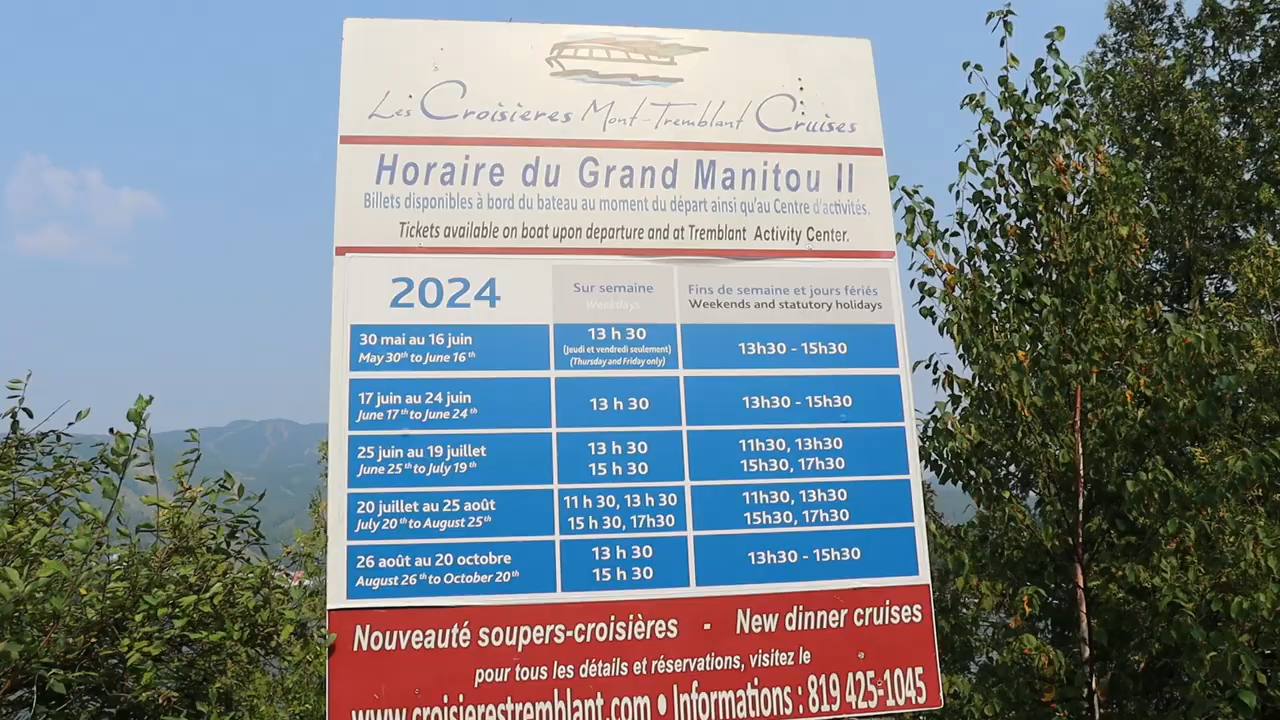 Les Croisières Mont-Tremblant Cruises
Horaire du Grand Manitou II
Billets disponibles à bord du bateau au moment du départ ainsi qu'au Centre d'activités.
Tickets available on boat upon departure and at Tremblant Activity Center.
2024
Sur semaine
Weekdays
Fins de semaine et jours fériés
Weekends and statutory holidays
30 mai au 16 juin
May 30th to June 16th
13 h 30
(Jeudi et vendredi seulement)
(Thursday and Friday only)
13h30 - 15h30
17 juin au 24 juin
June 17th to June 24th
13 h 30
13h30 - 15h30
25 juin au 19 juillet
June 25th to July 19th
13 h 30
15 h 30
11h30, 13h30
15h30, 17h30
20 juillet au 25 août
July 20th to August 25th
11 h 30, 13 h 30
15 h 30, 17h30
11h30, 13h30
15h30, 17h30
26 août au 20 octobre
August 26th to October 20th
13 h 30
15 h 30
13h30 - 15h30
Nouveauté soupers-croisières - New dinner cruises
pour tous les détails et réservations, visitez le
www.croisierestremblant.com • Informations : 819 425-1045